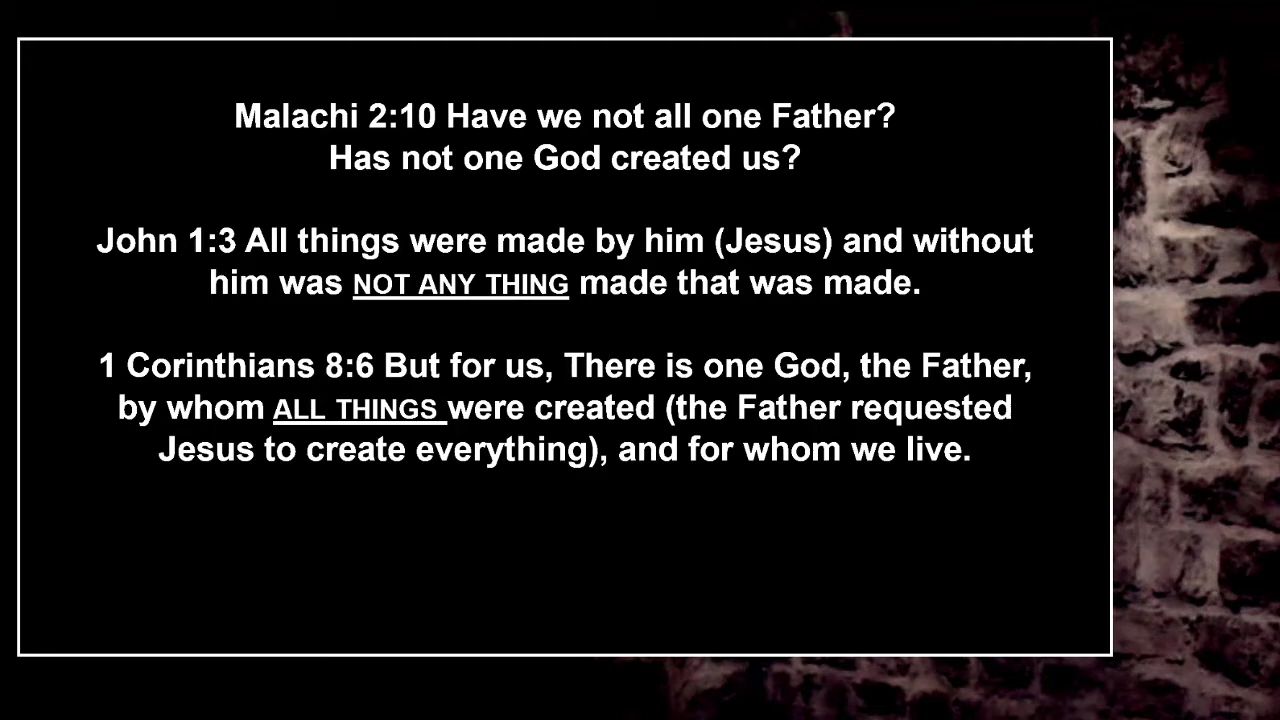 Malachi 2:10 Have we not all one Father?
Has not one God created us?
John 1:3 All things were made by him (Jesus) and without
him was NOT ANY THING made that was made.
1 Corinthians 8:6 But for us, There is one God, the Father,
by whom ALL THINGS were created (the Father requested
Jesus to create everything), and for whom we live.